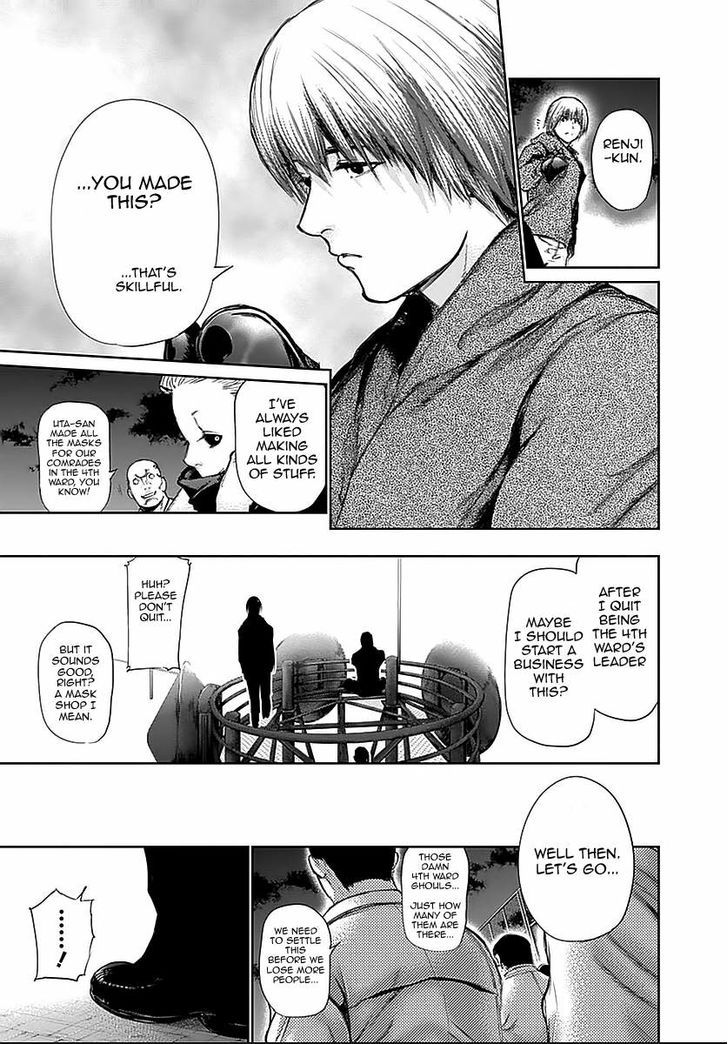 RENJI
-KUN.
...YOU MADE
THIS?
...THAT'S
SKILLFUL.
I'VE
ALWAYS
LIKED
MAKING
ALL KINDS
OF STUFF.
UTA-SAN
MADE ALL
THE MASKS
FOR OUR
COMRADES
IN THE 4TH
WARD, YOU
KNOW!
AFTER
I QUIT
BEING
THE 4TH
WARD'S
LEADER
MAYBE
I SHOULD
START A
BUSINESS
WITH
THIS?
HUH?
PLEASE
DON'T
QUIT...
BUT IT
SOUNDS
GOOD,
RIGHT?
A MASK
SHOP I
MEAN.
WELL THEN.
LET'S GO...
THOSE
DAMN
4TH WARD
GHOULS...
JUST HOW
MANY OF
THEM ARE
THERE...
WE NEED
TO SETTLE
THIS
BEFORE WE
LOSE MORE
PEOPLE...
......!